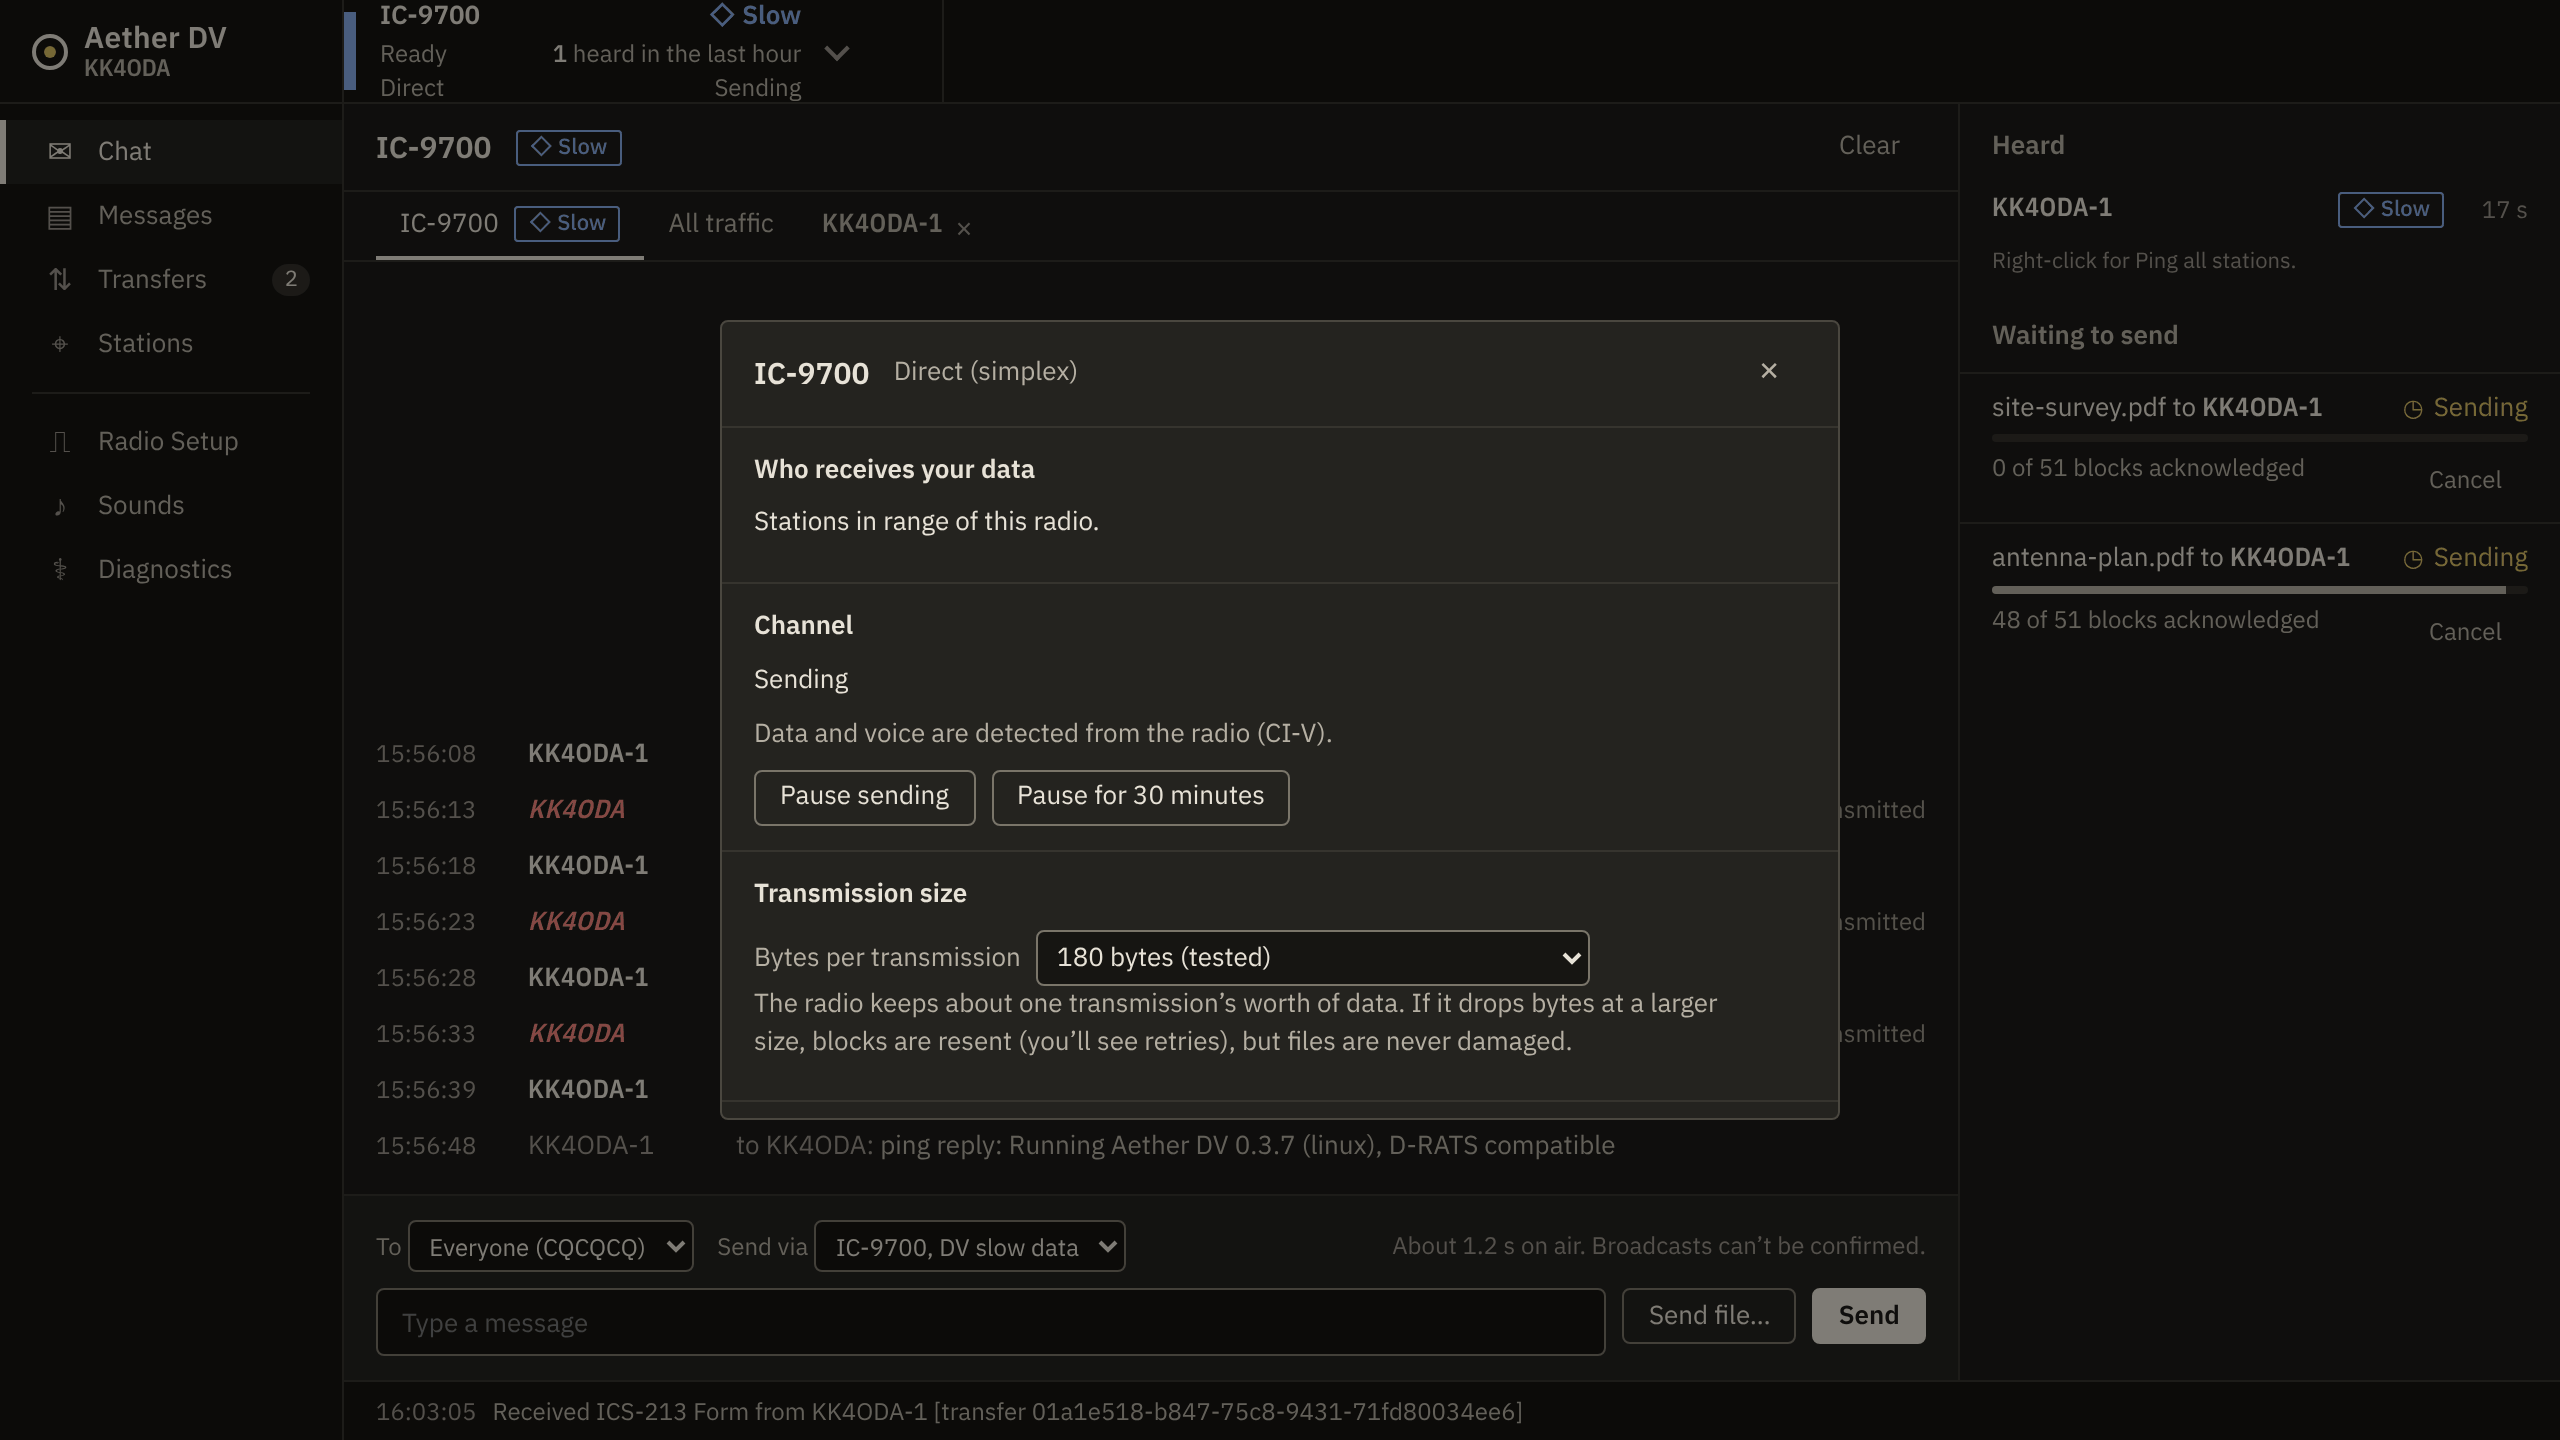 Aether DV
KK4ODA
IC-9700
Slow
Ready
1 heard in the last hour
Direct
Sending
Chat
Messages
Transfers 2
Stations
Radio Setup
Sounds
Diagnostics
IC-9700 Slow
Clear
IC-9700 Slow All traffic KK4ODA-1 ×
15:56:08 KK4ODA-1
15:56:13 KK4ODA smitted
15:56:18 KK4ODA-1
15:56:23 KK4ODA smitted
15:56:28 KK4ODA-1
15:56:33 KK4ODA smitted
15:56:39 KK4ODA-1
15:56:48 KK4ODA-1 to KK4ODA: ping reply: Running Aether DV 0.3.7 (linux), D-RATS compatible
IC-9700 Direct (simplex) ×
Who receives your data
Stations in range of this radio.
Channel
Sending
Data and voice are detected from the radio (CI-V).
Pause sending Pause for 30 minutes
Transmission size
Bytes per transmission 180 bytes (tested)
The radio keeps about one transmission’s worth of data. If it drops bytes at a larger
size, blocks are resent (you’ll see retries), but files are never damaged.
To Everyone (CQCQCQ) Send via IC-9700, DV slow data About 1.2 s on air. Broadcasts can’t be confirmed.
Type a message
Send file...
Send
16:03:05 Received ICS-213 Form from KK4ODA-1 [transfer 01a1e518-b847-75c8-9431-71fd80034ee6]
Heard
KK4ODA-1 Slow 17 s
Right-click for Ping all stations.
Waiting to send
site-survey.pdf to KK4ODA-1 Sending
0 of 51 blocks acknowledged
Cancel
antenna-plan.pdf to KK4ODA-1 Sending
48 of 51 blocks acknowledged
Cancel